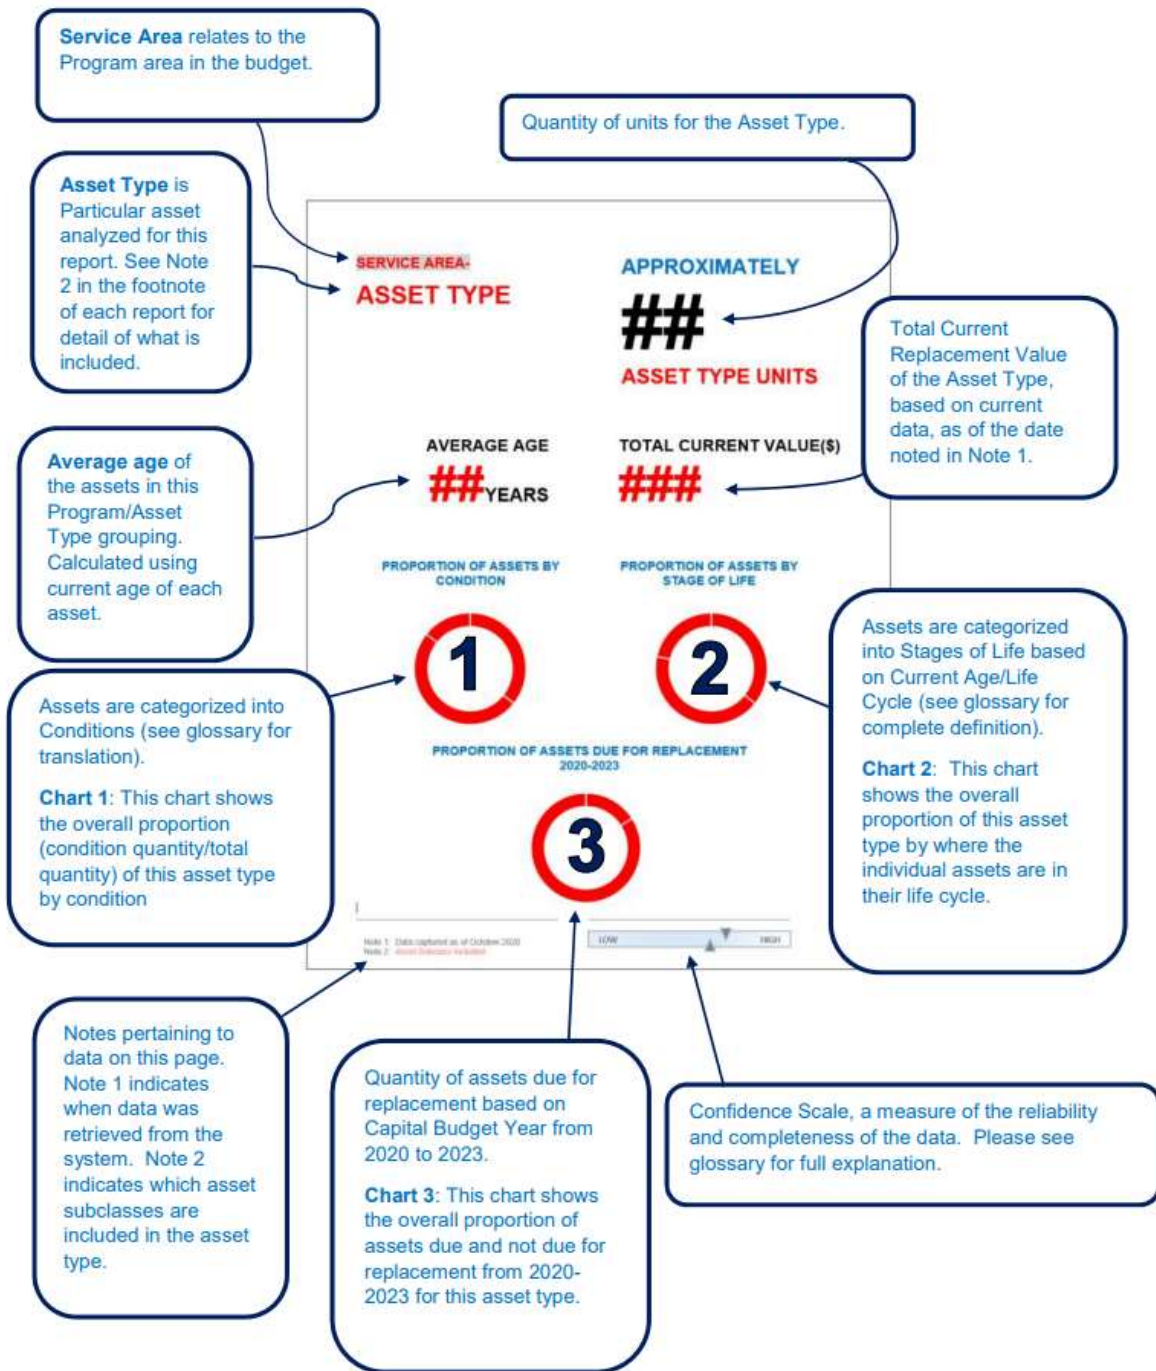 Service Area relates to the
Program area in the budget.
Quantity of units for the Asset Type.
Asset Type is
Particular asset
analyzed for this
report. See Note
2 in the footnote
of each report for
detail of what is
included.
SERVICE AREA-
ASSET TYPE
APPROXIMATELY
##
ASSET TYPE UNITS
Total Current
Replacement Value
of the Asset Type,
based on current
data, as of the date
noted in Note 1.
Average age of
the assets in this
Program/Asset
Type grouping.
Calculated using
current age of each
asset.
AVERAGE AGE
##YEARS
TOTAL CURRENT VALUE($)
###
PROPORTION OF ASSETS BY
CONDITION
1
PROPORTION OF ASSETS BY
STAGE OF LIFE
2
Assets are categorized
into Stages of Life based
on Current Age/Life
Cycle (see glossary for
complete definition).
Chart 2: This chart
shows the overall
proportion of this asset
type by where the
individual assets are in
their life cycle.
Assets are categorized into
Conditions (see glossary for
translation).
Chart 1: This chart shows
the overall proportion
(condition quantity/total
quantity) of this asset type
by condition
PROPORTION OF ASSETS DUE FOR REPLACEMENT
2020-2023
3
Note 1: Data captured as of October 2020
Note 2: Asset Subclass included
LOW HIGH
Notes pertaining to
data on this page.
Note 1 indicates
when data was
retrieved from the
system. Note 2
indicates which asset
subclasses are
included in the asset
type.
Quantity of assets due for
replacement based on
Capital Budget Year from
2020 to 2023.
Chart 3: This chart shows
the overall proportion of
assets due and not due for
replacement from 2020-
2023 for this asset type.
Confidence Scale, a measure of the reliability
and completeness of the data. Please see
glossary for full explanation.